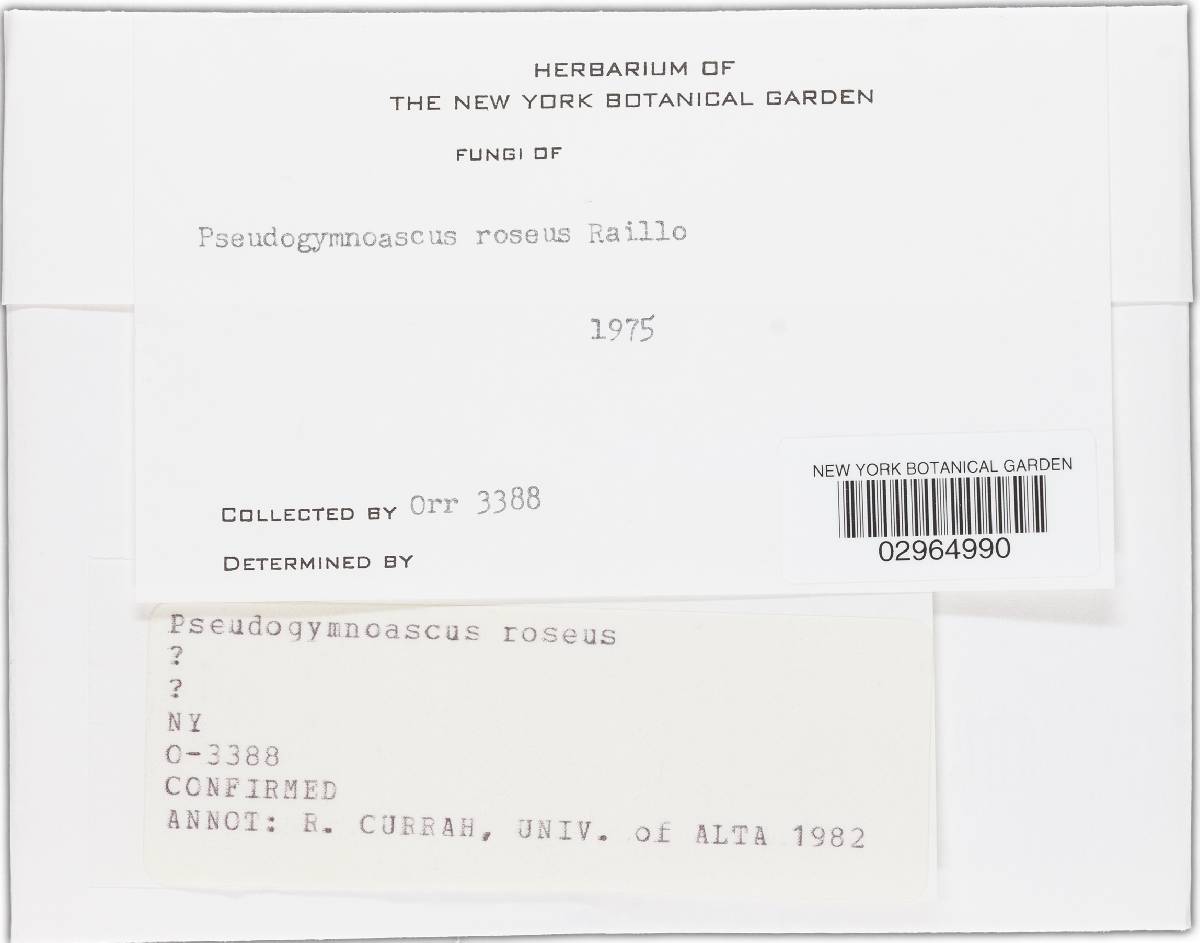 HERBARIUM OF
THE NEW YORK BOTANICAL GARDEN
FUNGI OF
Pseudogymnoascus roseus Raillo
1975
COLLECTED BY Orr 3388
DETERMINED BY
NEW YORK BOTANICAL GARDEN
02964990
Pseudogymnoascus roseus
?
?
NY
O-3388
CONFIRMED
ANNOT: R. CURRAH, UNIV. of ALTA 1982